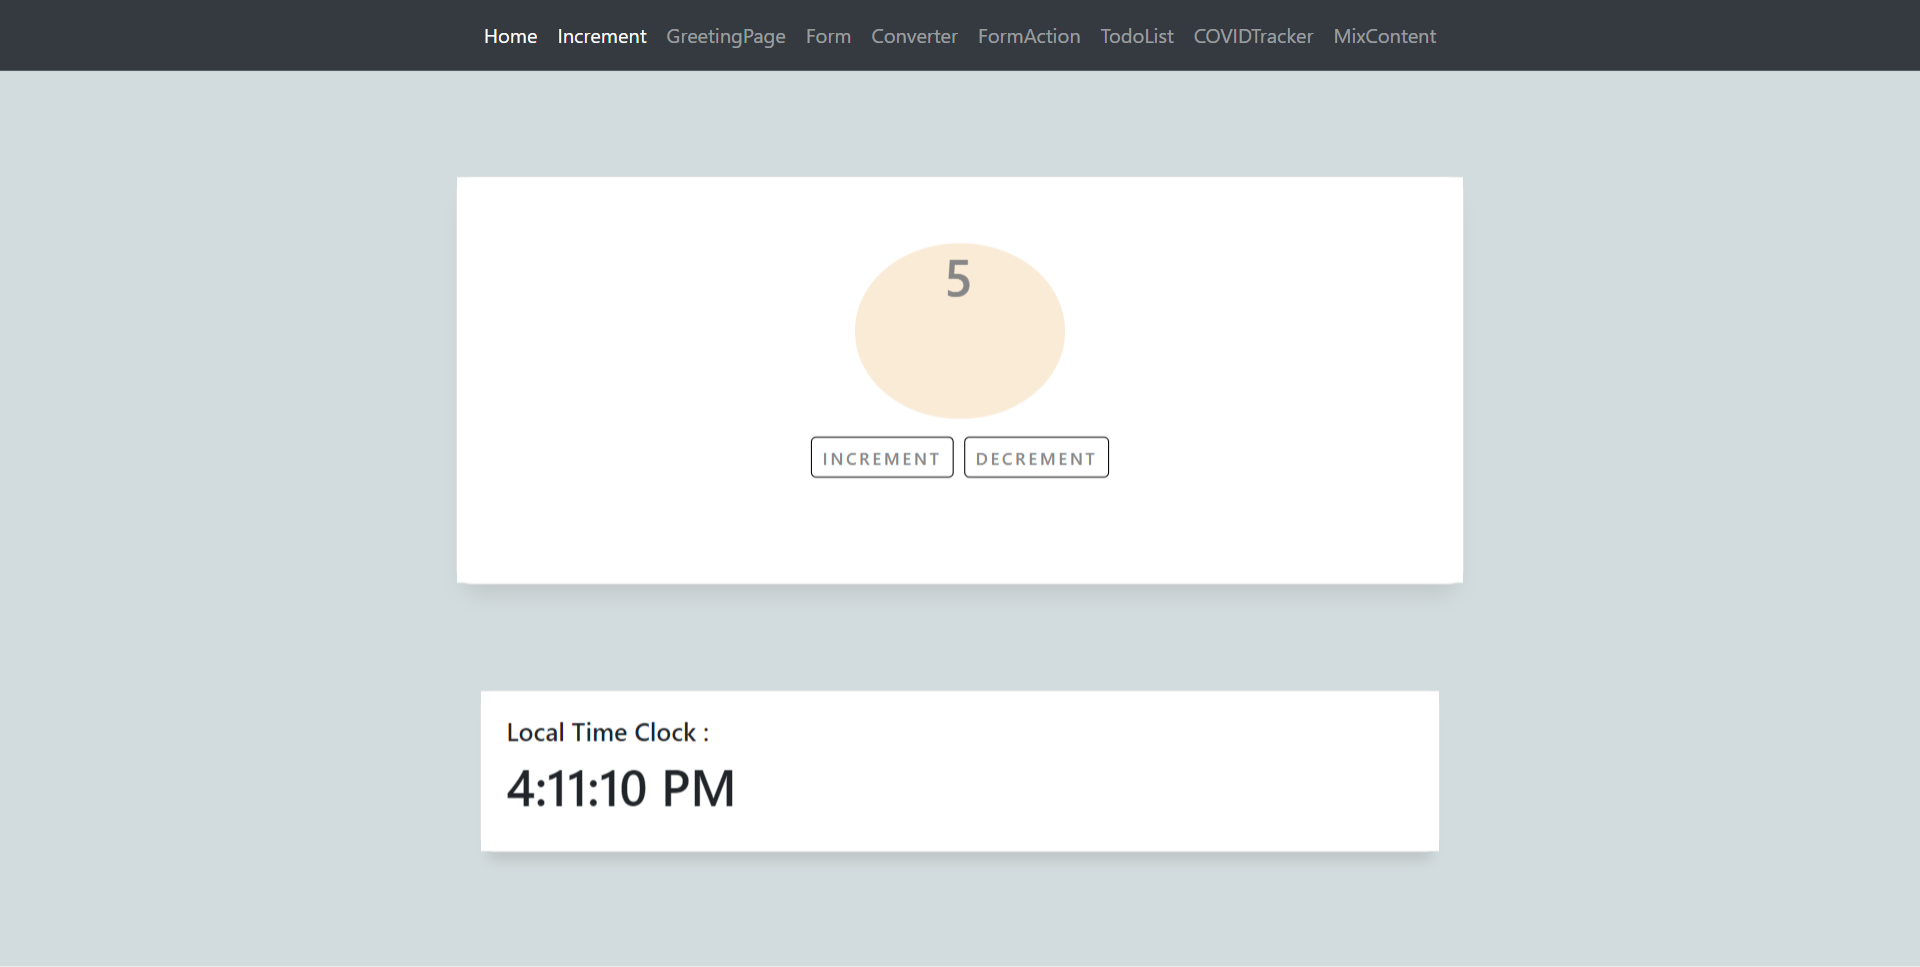 Home Increment GreetingPage Form Converter FormAction TodoList COVIDTracker MixContent
5
INCREMENT DECREMENT
Local Time Clock :
4:11:10 PM